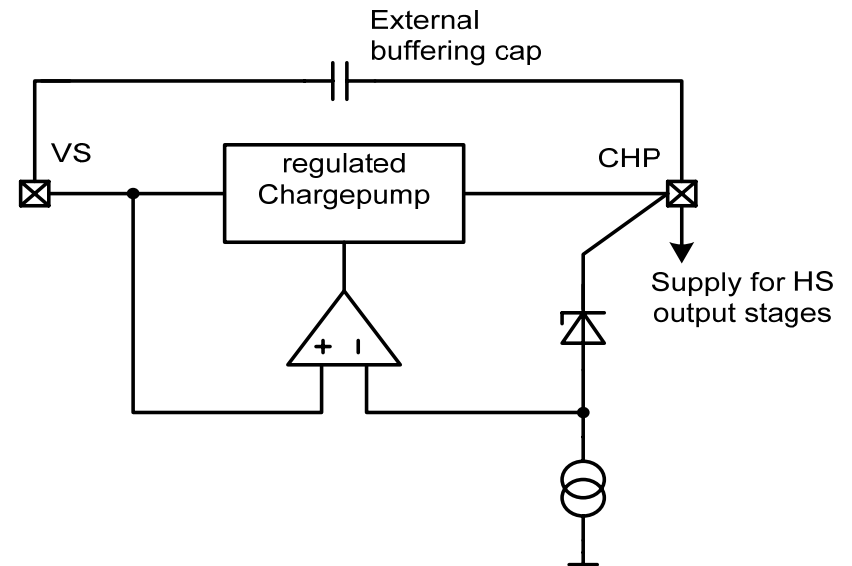 External
buffering cap
VS
regulated
Chargepump
CHP
Supply for HS
output stages
+ −